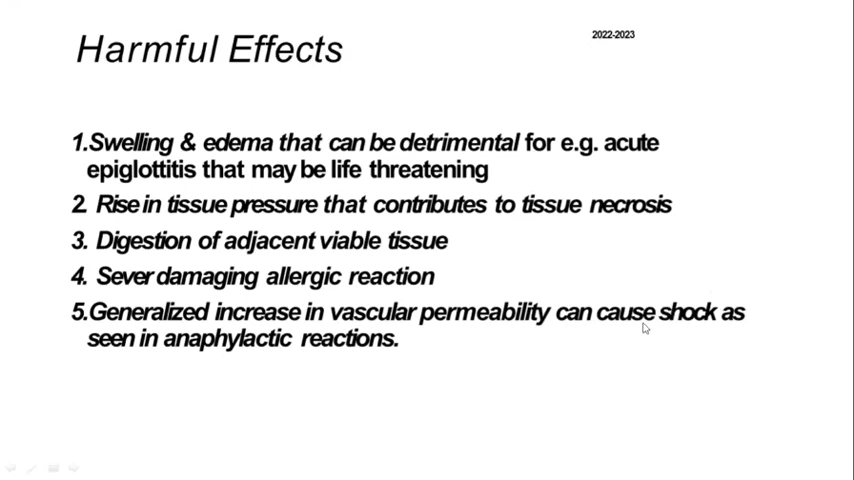 Harmful Effects
2022-2023
1.Swelling & edema that can be detrimental for e.g. acute
epiglottitis that may be life threatening
2. Rise in tissue pressure that contributes to tissue necrosis
3. Digestion of adjacent viable tissue
4. Sever damaging allergic reaction
5.Generalized increase in vascular permeability can cause shock as
seen in anaphylactic reactions.